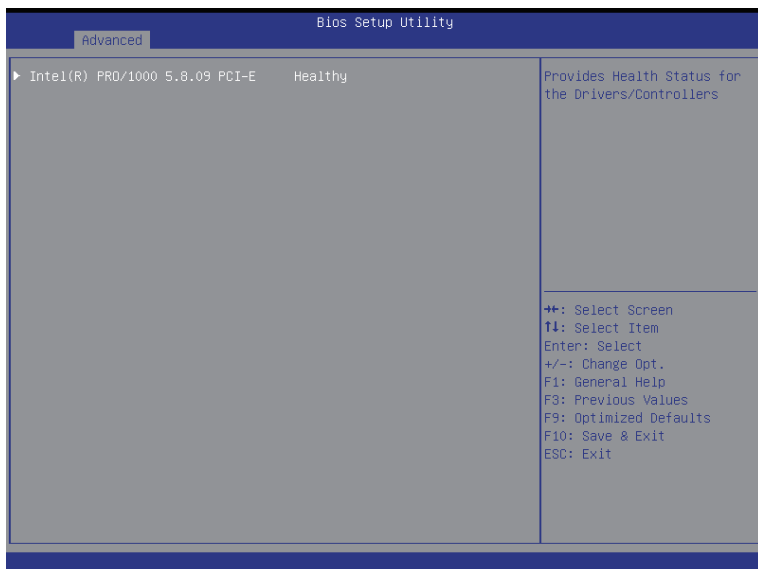 Bios Setup Utility
Advanced
Intel(R) PRO/1000 5.8.09 PCI-E Healthy
Provides Health Status for
the Drivers/Controllers
→←: Select Screen
↑↓: Select Item
Enter: Select
+/-: Change Opt.
F1: General Help
F3: Previous Values
F9: Optimized Defaults
F10: Save & Exit
ESC: Exit